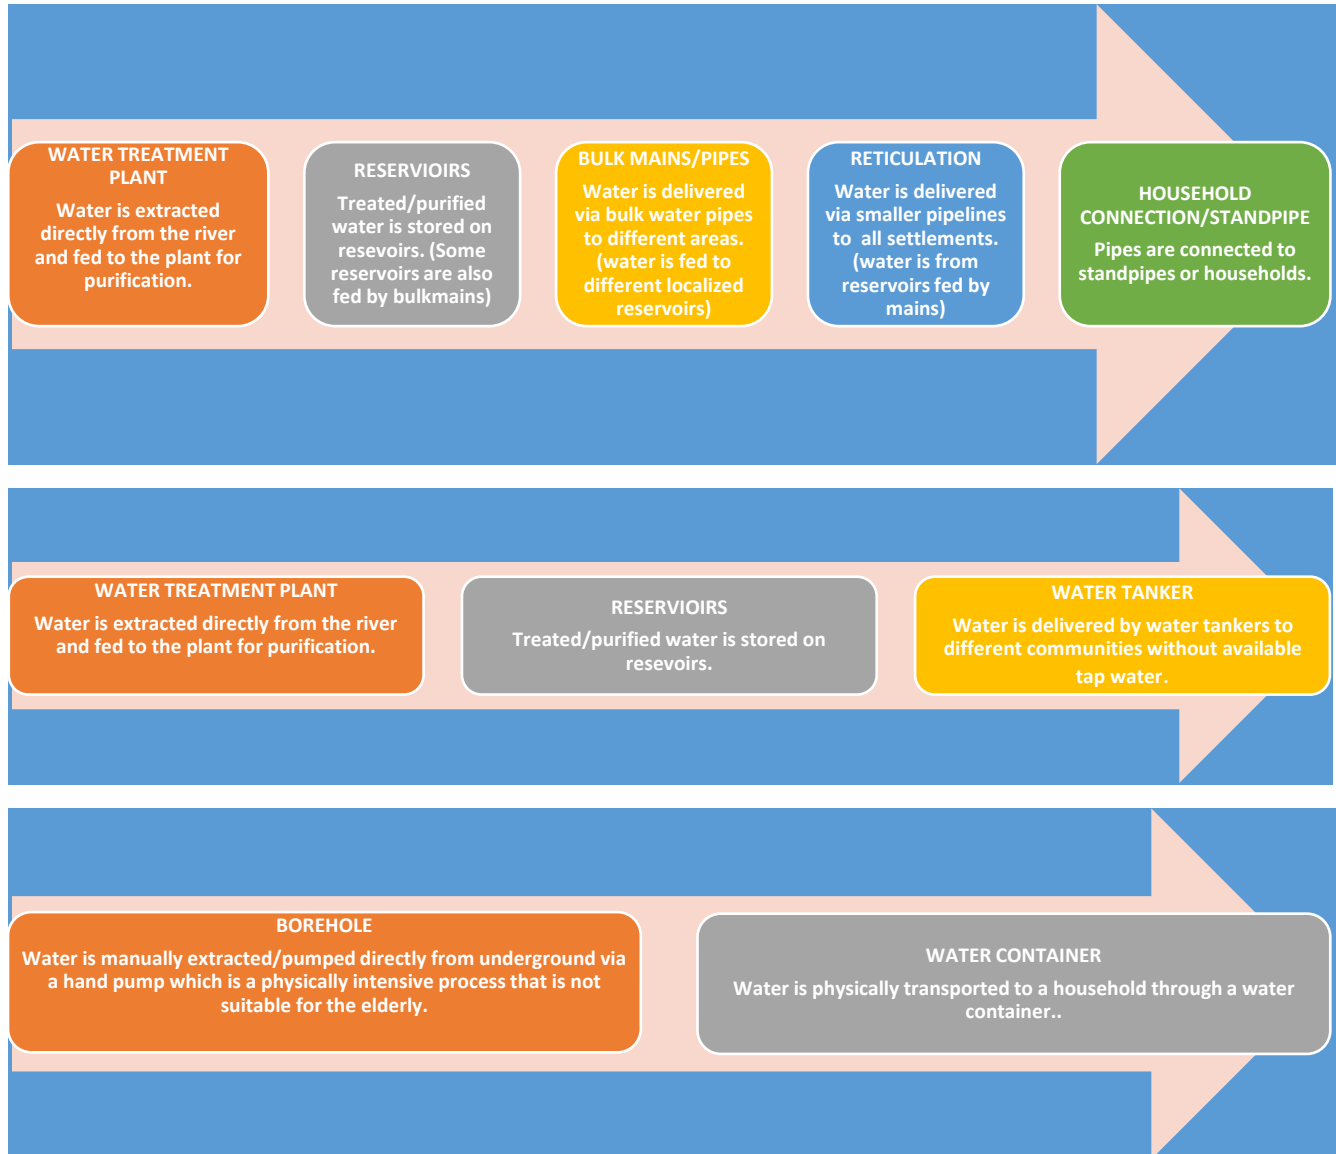 WATER TREATMENT
PLANT
Water is extracted
directly from the river
and fed to the plant for
purification.
RESERVIOIRS
Treated/purified
water is stored on
resevoirs. (Some
reservoirs are also
fed by bulkmains)
BULK MAINS/PIPES
Water is delivered
via bulk water pipes
to different areas.
(water is fed to
different localized
reservoirs)
RETICULATION
Water is delivered
via smaller pipelines
to all settlements.
(water is from
reservoirs fed by
mains)
HOUSEHOLD
CONNECTION/STANDPIPE
Pipes are connected to
standpipes or households.
WATER TREATMENT PLANT
Water is extracted directly from the river
and fed to the plant for purification.
RESERVIOIRS
Treated/purified water is stored on
resevoirs.
WATER TANKER
Water is delivered by water tankers to
different communities without available
tap water.
BOREHOLE
Water is manually extracted/pumped directly from underground via
a hand pump which is a physically intensive process that is not
suitable for the elderly.
WATER CONTAINER
Water is physically transported to a household through a water
container..